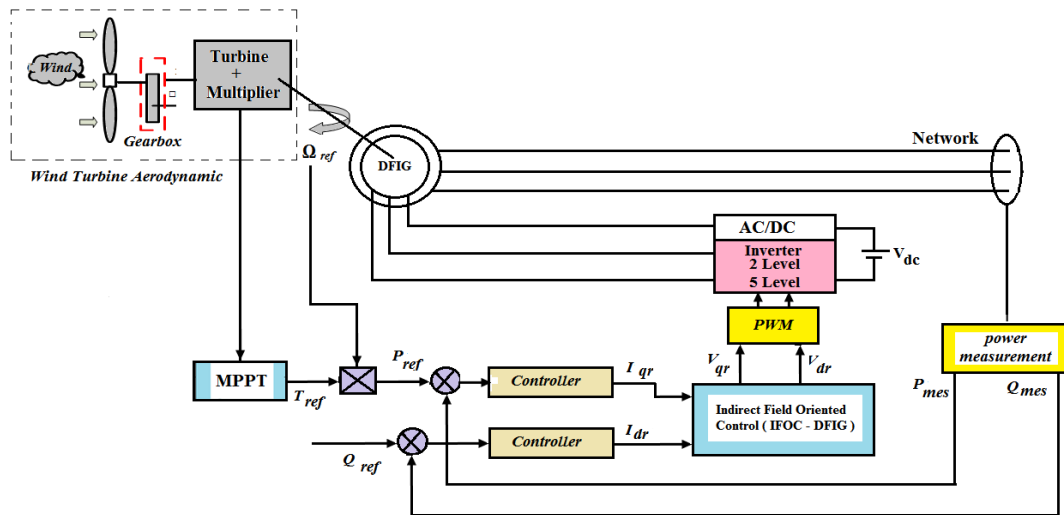 Wind
Turbine
+
Multiplier
Gearbox
Ω ref
Wind Turbine Aerodynamic
DFIG
Network
AC/DC
Inverter
2 Level
5 Level
V dc
PWM
power
measurement
MPPT
T ref
P ref
Controller
I qr
V qr
V dr
P mes
Q mes
Indirect Field Oriented
Control ( IFOC - DFIG )
Q ref
Controller
I dr